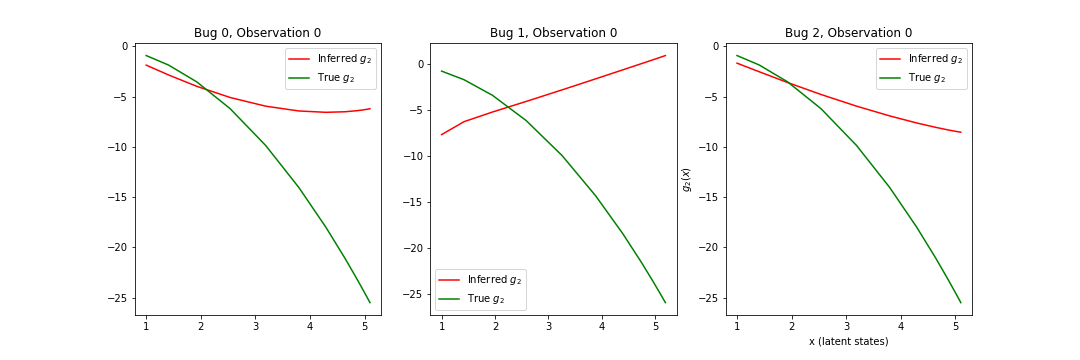 Bug 0, Observation 0
Inferred g₂
True g₂
0
−5
−10
−15
−20
−25
1 2 3 4 5
Bug 1, Observation 0
0
−5
−10
−15
−20
−25
Inferred g₂
True g₂
1 2 3 4 5
Bug 2, Observation 0
Inferred g₂
True g₂
g₂(x)
0
−5
−10
−15
−20
−25
1 2 3 4 5
x (latent states)